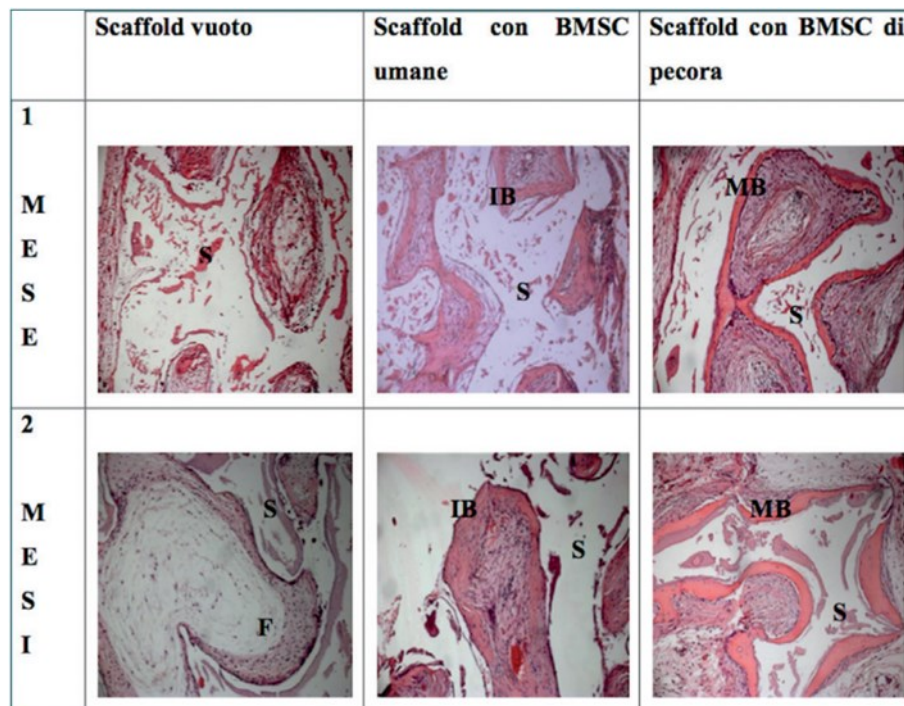 Scaffold vuoto
Scaffold con BMSC
umane
Scaffold con BMSC di
pecora
1
M
E
S
E
S
IB
S
MB
S
2
M
E
S
I
S
F
IB
S
MB
S